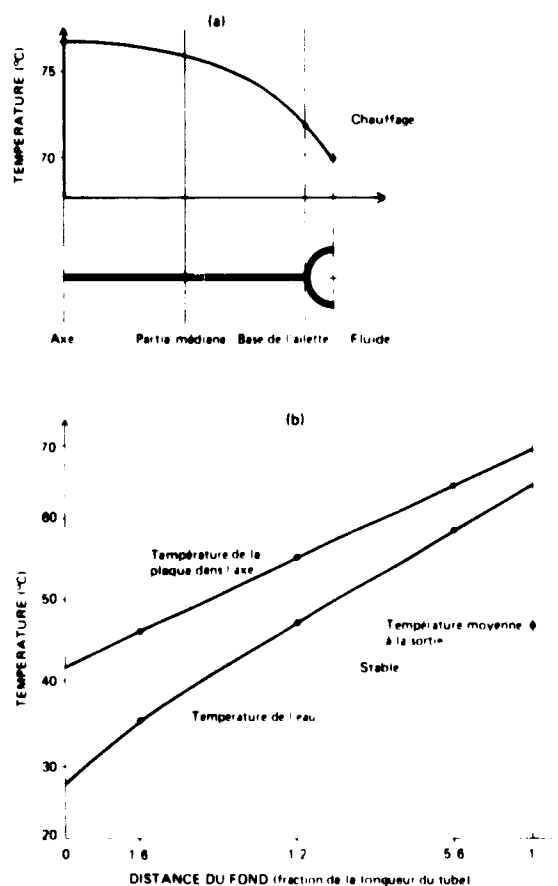 (a)
TEMPERATURE (°C)
75
70
Chauffage
Axe
Partie médiane
Base de l'ailette
Fluide
(b)
TEMPERATURE (°C)
70
60
50
40
30
20
Température de la
plaque dans l'axe
Température moyenne
à la sortie
Stable
Temperature de l'eau
0
1 6
1 2
5 6
1
DISTANCE DU FOND (fraction de la longueur du tube)